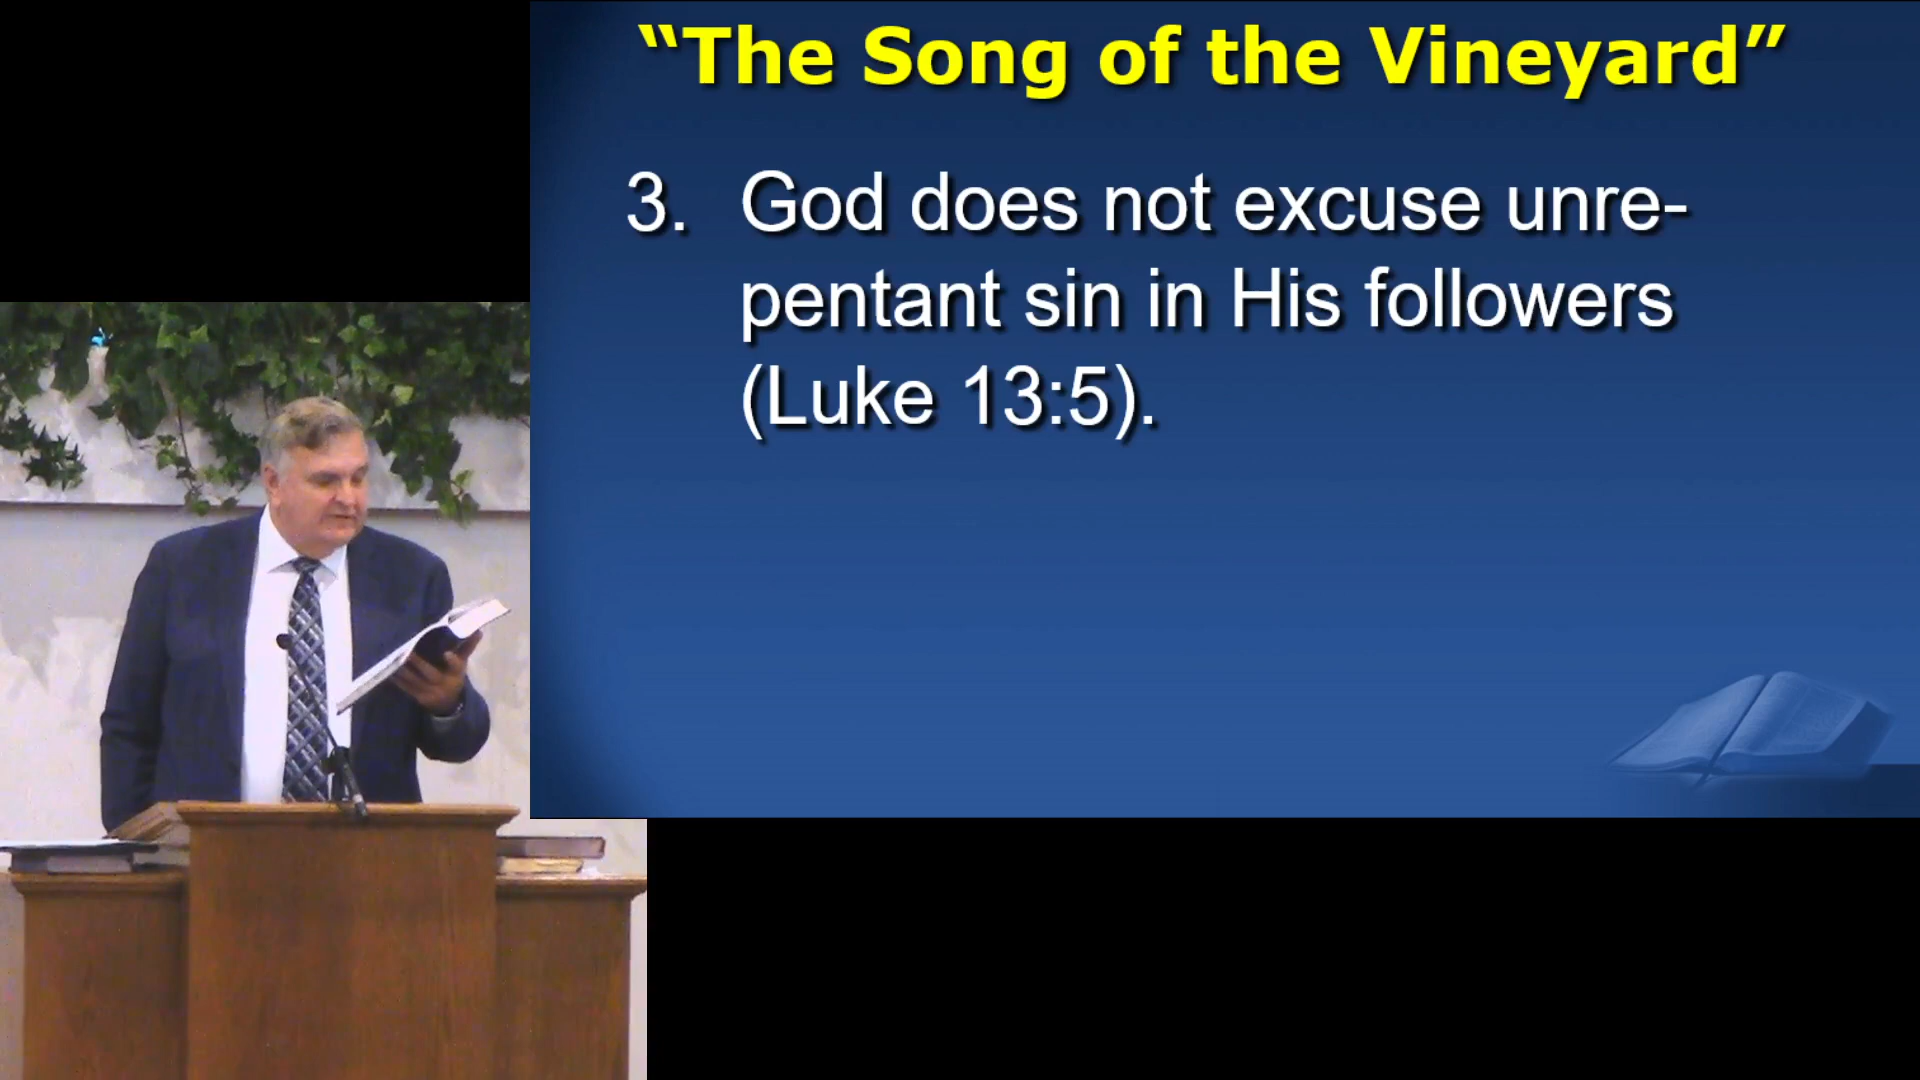 “The Song of the Vineyard”
3. God does not excuse unre-
pentant sin in His followers
(Luke 13:5).